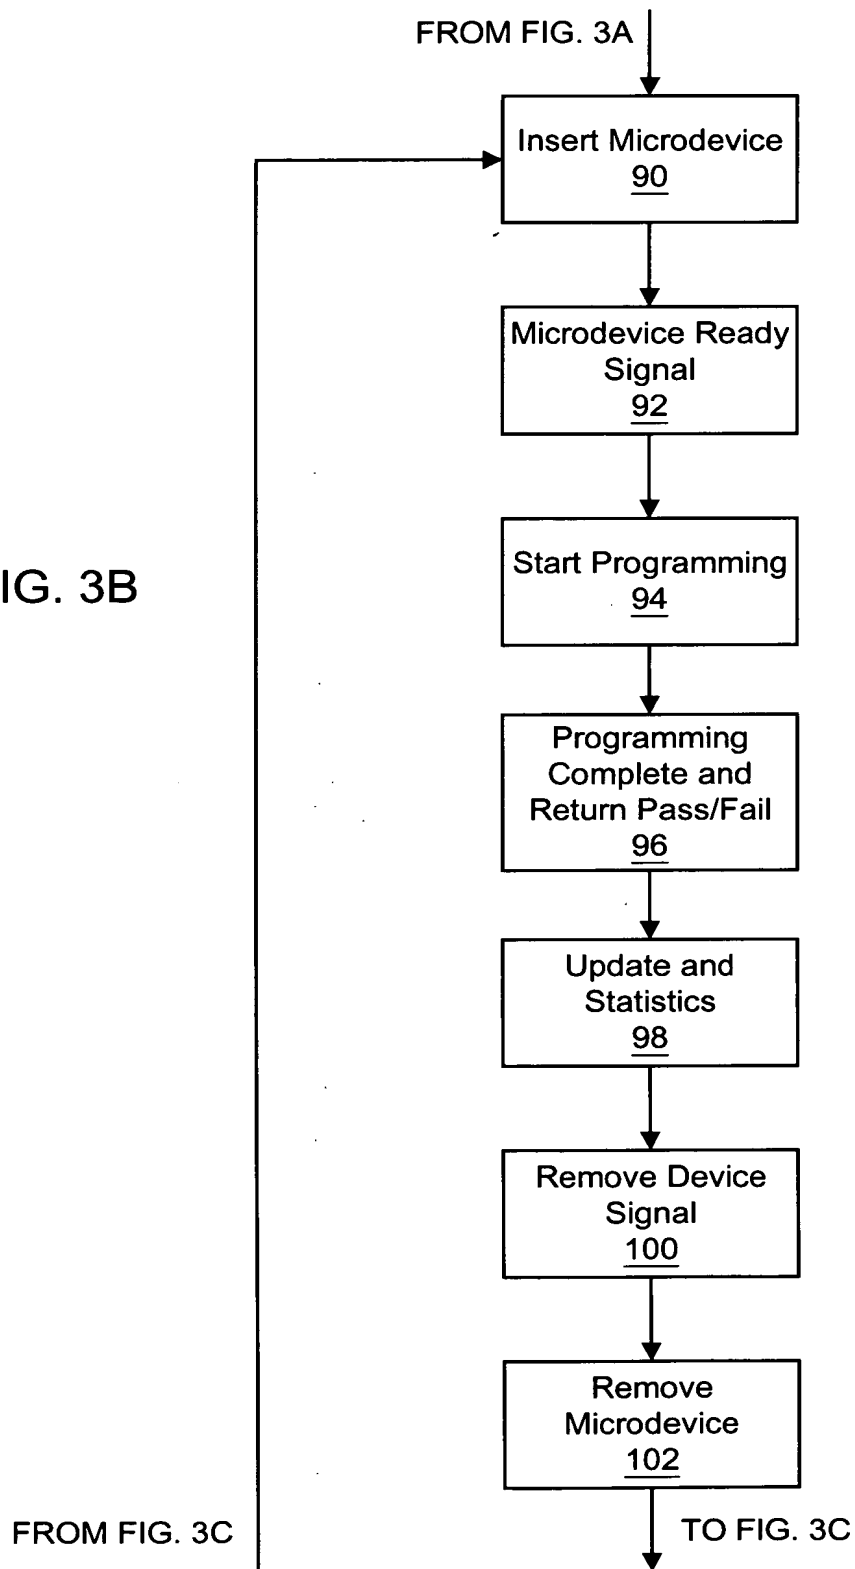 FROM FIG. 3A
Insert Microdevice
90
Microdevice Ready
Signal
92
IG. 3B
Start Programming
94
Programming
Complete and
Return Pass/Fail
96
Update and
Statistics
98
Remove Device
Signal
100
Remove
Microdevice
102
FROM FIG. 3C
TO FIG. 3C